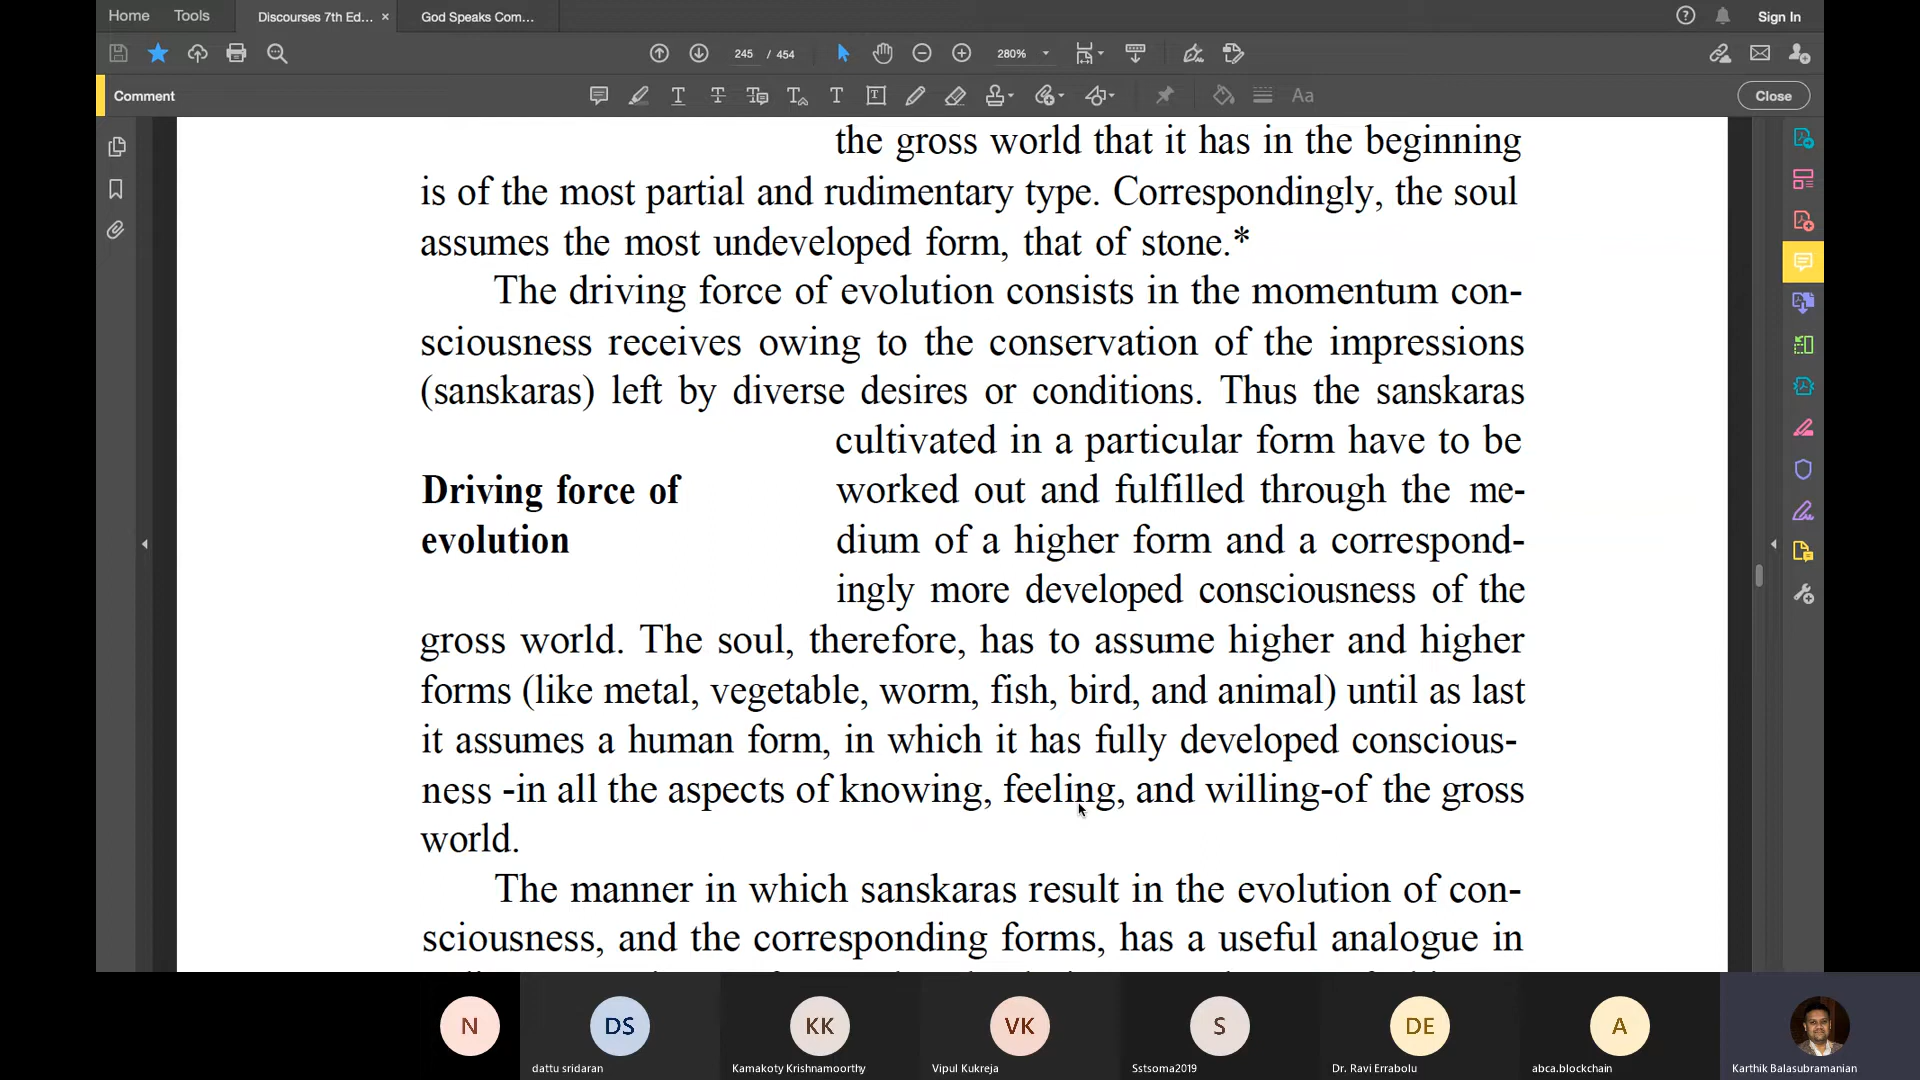 Home
Tools
Discourses 7th Ed... ×
God Speaks Com...
Sign In
245 / 454
280%
Comment
Close
the gross world that it has in the beginning
is of the most partial and rudimentary type. Correspondingly, the soul
assumes the most undeveloped form, that of stone.*
The driving force of evolution consists in the momentum con-
sciousness receives owing to the conservation of the impressions
(sanskaras) left by diverse desires or conditions. Thus the sanskaras
cultivated in a particular form have to be
Driving force of
evolution
worked out and fulfilled through the me-
dium of a higher form and a correspond-
ingly more developed consciousness of the
gross world. The soul, therefore, has to assume higher and higher
forms (like metal, vegetable, worm, fish, bird, and animal) until as last
it assumes a human form, in which it has fully developed conscious-
ness -in all the aspects of knowing, feeling, and willing-of the gross
world.
The manner in which sanskaras result in the evolution of con-
sciousness, and the corresponding forms, has a useful analogue in
N
DS
KK
VK
S
DE
A
dattu sridaran
Kamakoty Krishnamoorthy
Vipul Kukreja
Sstsoma2019
Dr. Ravi Errabolu
abca.blockchain
Karthik Balasubramanian